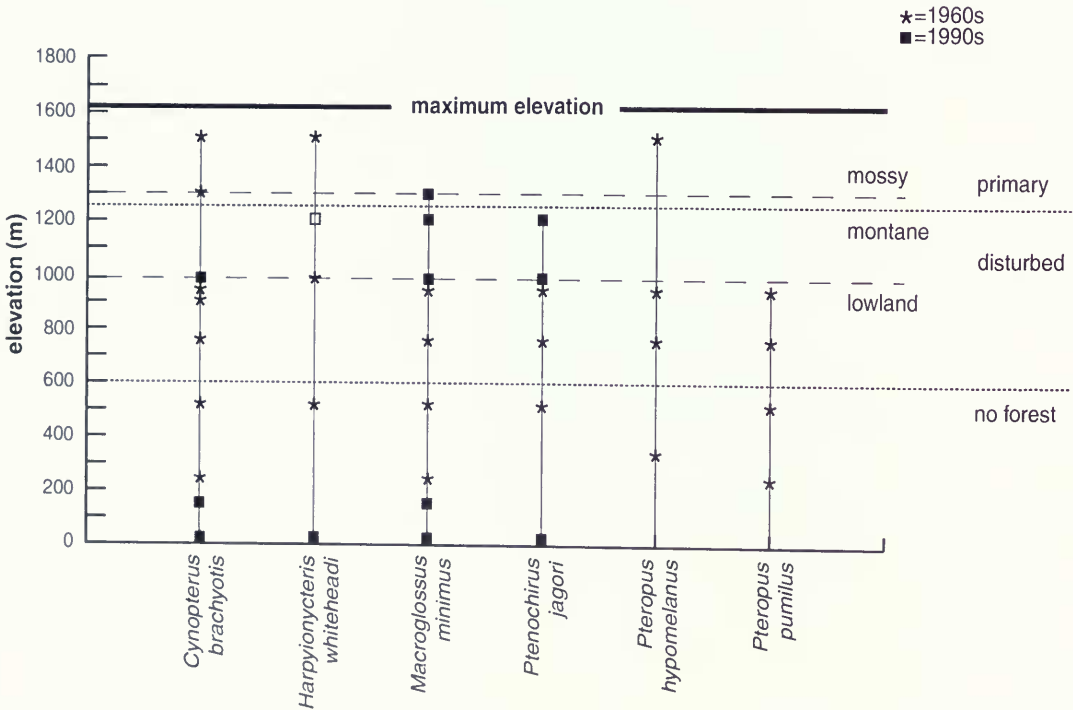 ★=1960s
■=1990s
1800
1600
1400
1200
1000
800
600
400
200
0
elevation (m)
maximum elevation
mossy
primary
montane
disturbed
lowland
no forest
Cynopterus
brachyotis
Harpyionycteris
whiteheadi
Macroglossus
minimus
Ptenochirus
jagori
Pteropus
hypomelanus
Pteropus
pumilus